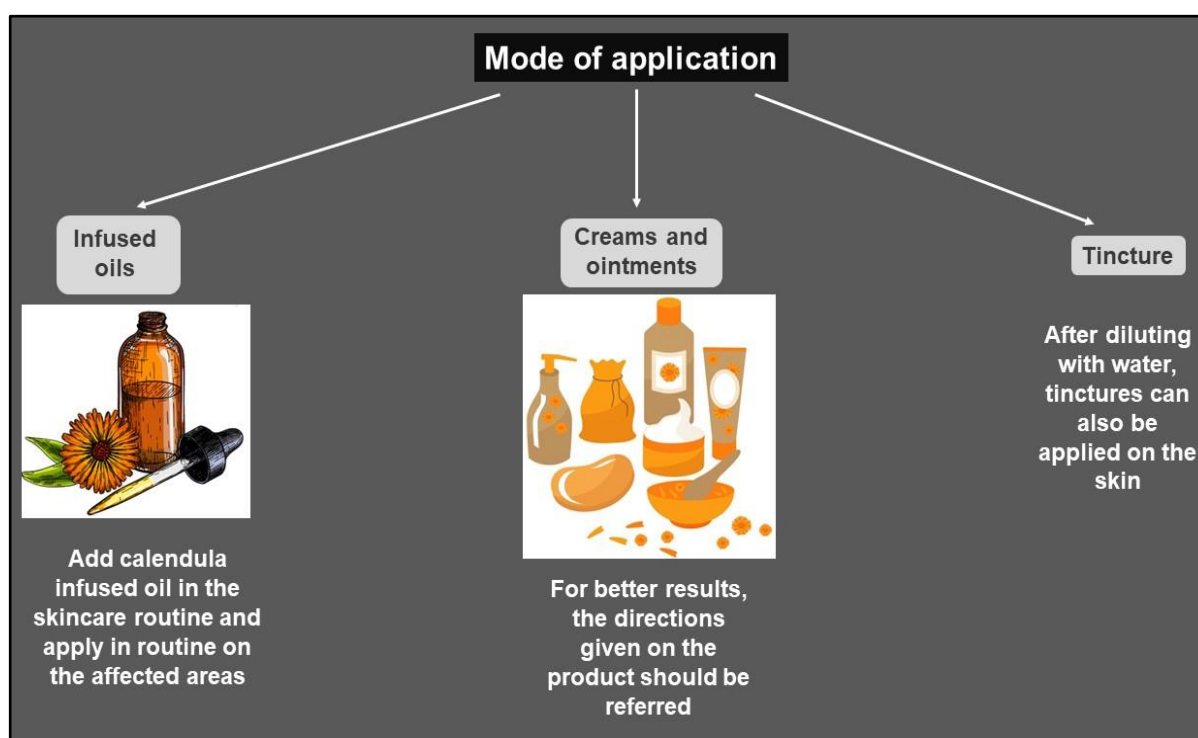 Mode of application
Infused
oils
Add calendula
infused oil in the
skincare routine and
apply in routine on
the affected areas
Creams and
ointments
For better results,
the directions
given on the
product should be
referred
Tincture
After diluting
with water,
tinctures can
also be
applied on the
skin